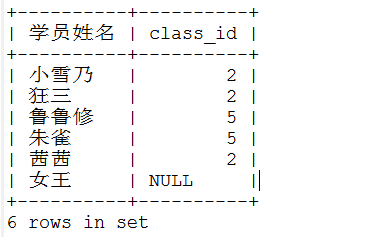 +----------+----------+
| 学员姓名 | class_id |
+----------+----------+
| 小雪乃   |        2 |
| 狂三     |        2 |
| 鲁鲁修   |        5 |
| 朱雀     |        5 |
| 茜茜     |        2 |
| 女王     | NULL     |
+----------+----------+
6 rows in set